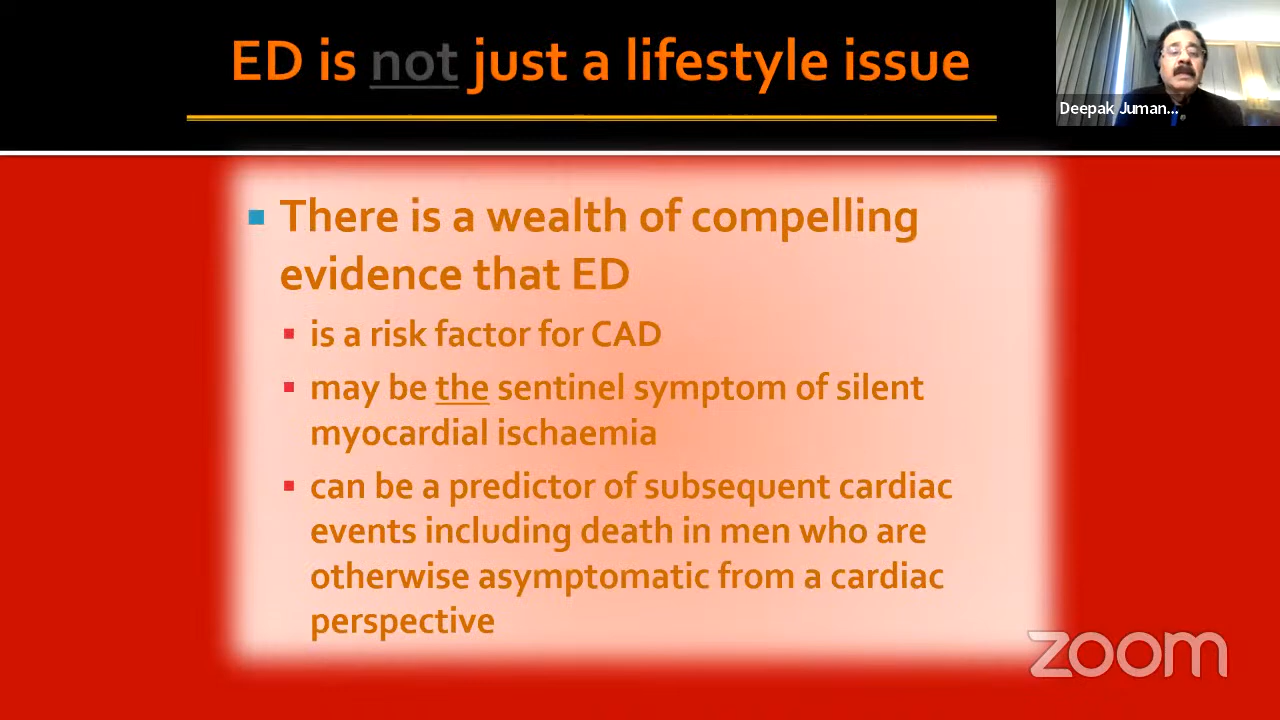 ED is not just a lifestyle issue
Deepak Juman...
There is a wealth of compelling
evidence that ED
is a risk factor for CAD
may be the sentinel symptom of silent
myocardial ischaemia
can be a predictor of subsequent cardiac
events including death in men who are
otherwise asymptomatic from a cardiac
perspective
zoom